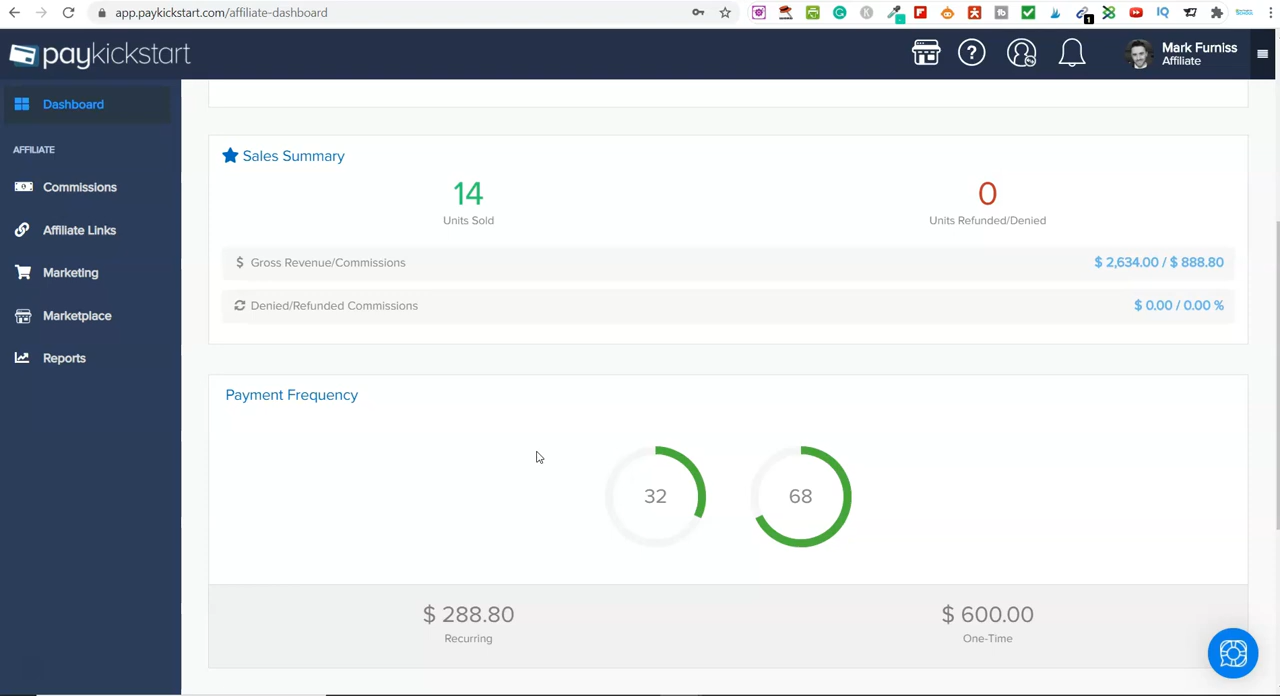 app.paykickstart.com/affiliate-dashboard
paykickstart
Mark Furniss
Affiliate
Dashboard
AFFILIATE
Commissions
Affiliate Links
Marketing
Marketplace
Reports
Sales Summary
14
Units Sold
0
Units Refunded/Denied
$ Gross Revenue/Commissions
$ 2,634.00 / $ 888.80
Denied/Refunded Commissions
$ 0.00 / 0.00 %
Payment Frequency
32
68
$ 288.80
Recurring
$ 600.00
One-Time